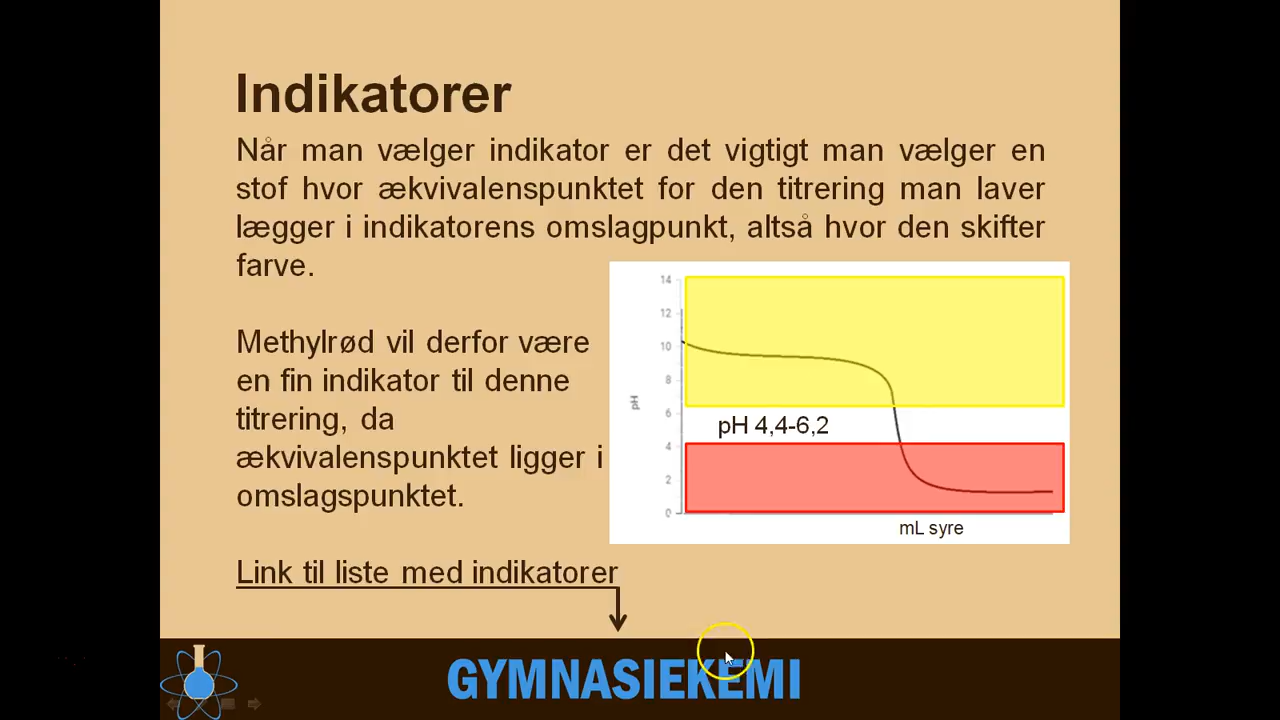 Indikatorer
Når man vælger indikator er det vigtigt man vælger en
stof hvor ækvivalenspunktet for den titrering man laver
lægger i indikatorens omslagpunkt, altså hvor den skifter
farve.
Methylrød vil derfor være
en fin indikator til denne
titrering, da
ækvivalenspunktet ligger i
omslagspunktet.
14
12
10
8
6
4
2
0
pH
pH 4,4-6,2
mL syre
Link til liste med indikatorer
GYMNASIEKEMI